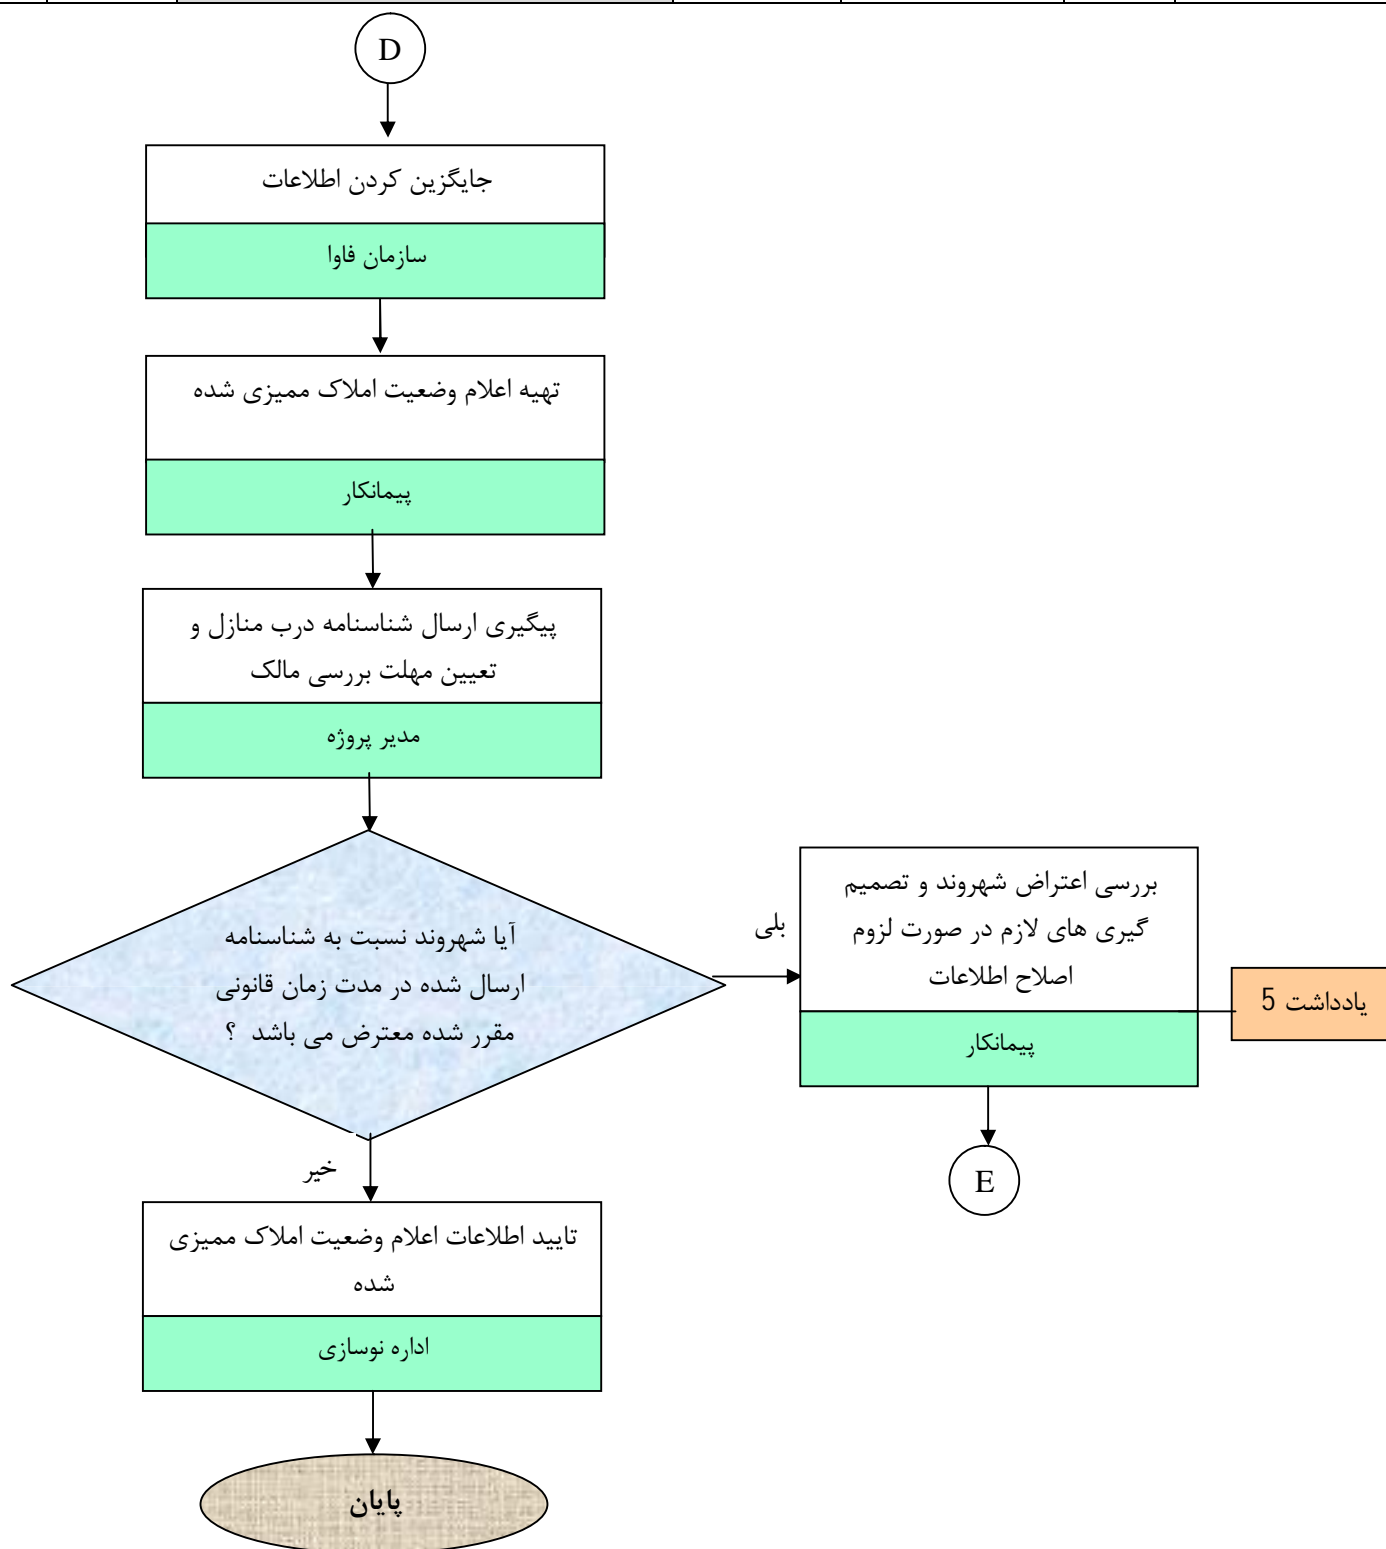 D
جایگزین کردن اطلاعات
سازمان فاوا
تهیه اعلام وضعیت املاک ممیزی شده
پیمانکار
پیگیری ارسال شناسنامه درب منازل و
تعیین مهلت بررسی مالک
مدیر پروژه
آیا شهروند نسبت به شناسنامه
ارسال شده در مدت زمان قانونی
مقرر شده معترض می باشد ؟
بلی
بررسی اعتراض شهروند و تصمیم
گیری های لازم در صورت لزوم
اصلاح اطلاعات
پیمانکار
یادداشت 5
E
خیر
تایید اطلاعات اعلام وضعیت املاک ممیزی
شده
اداره نوسازی
پایان